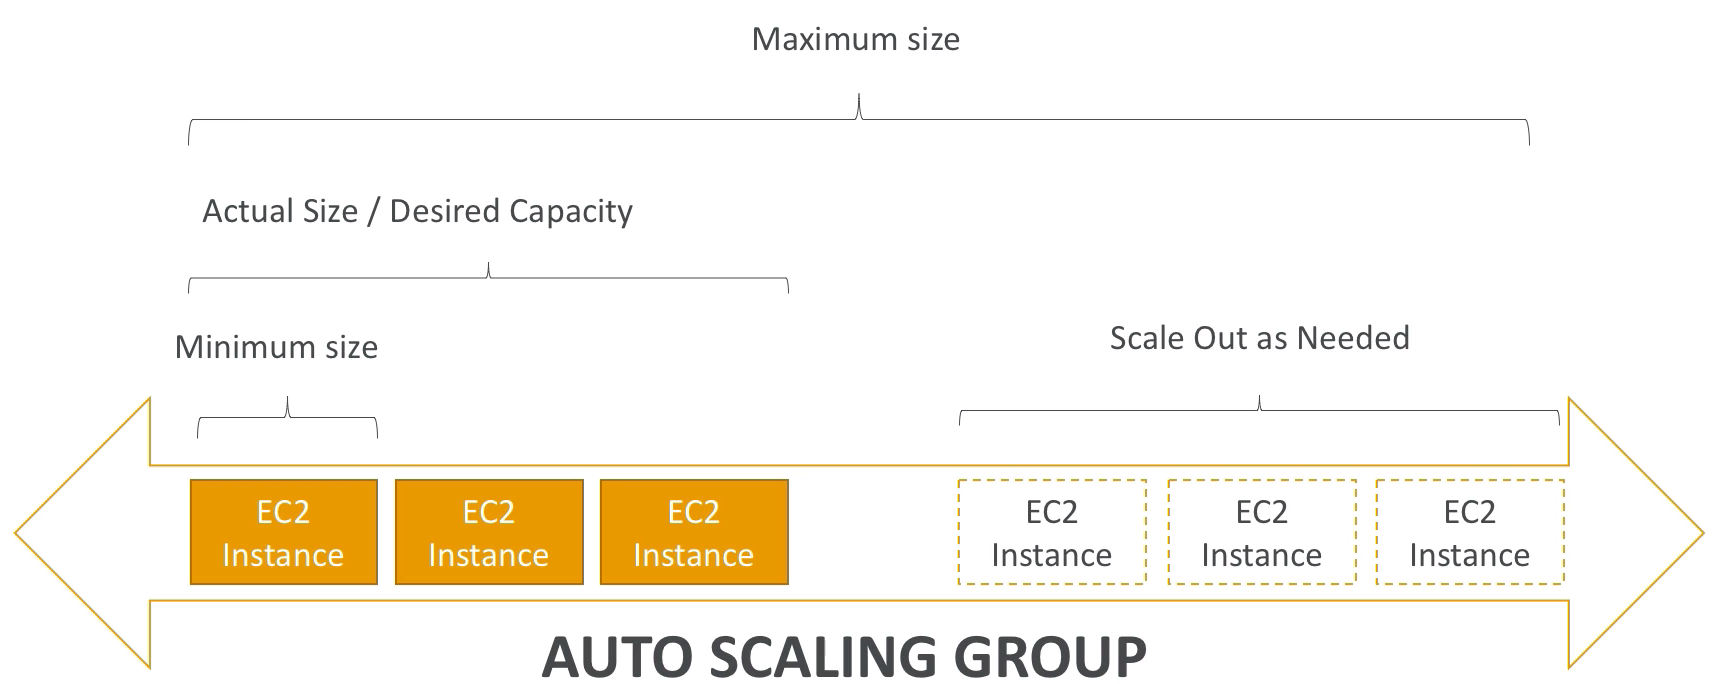 Maximum size
Actual Size / Desired Capacity
Minimum size
Scale Out as Needed
EC2
Instance
EC2
Instance
EC2
Instance
EC2
Instance
EC2
Instance
EC2
Instance
AUTO SCALING GROUP